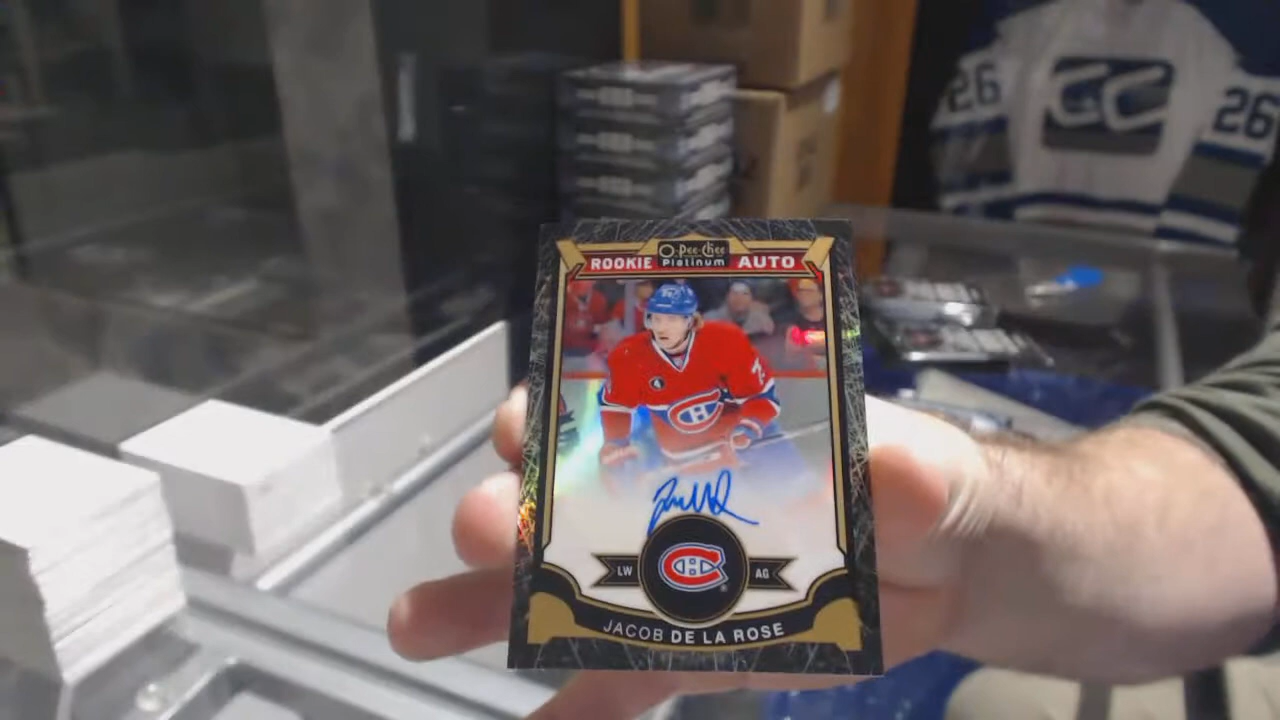 26
26
O-Pee-Chee
Platinum
ROOKIE AUTO
LW AG
JACOB DE LA ROSE